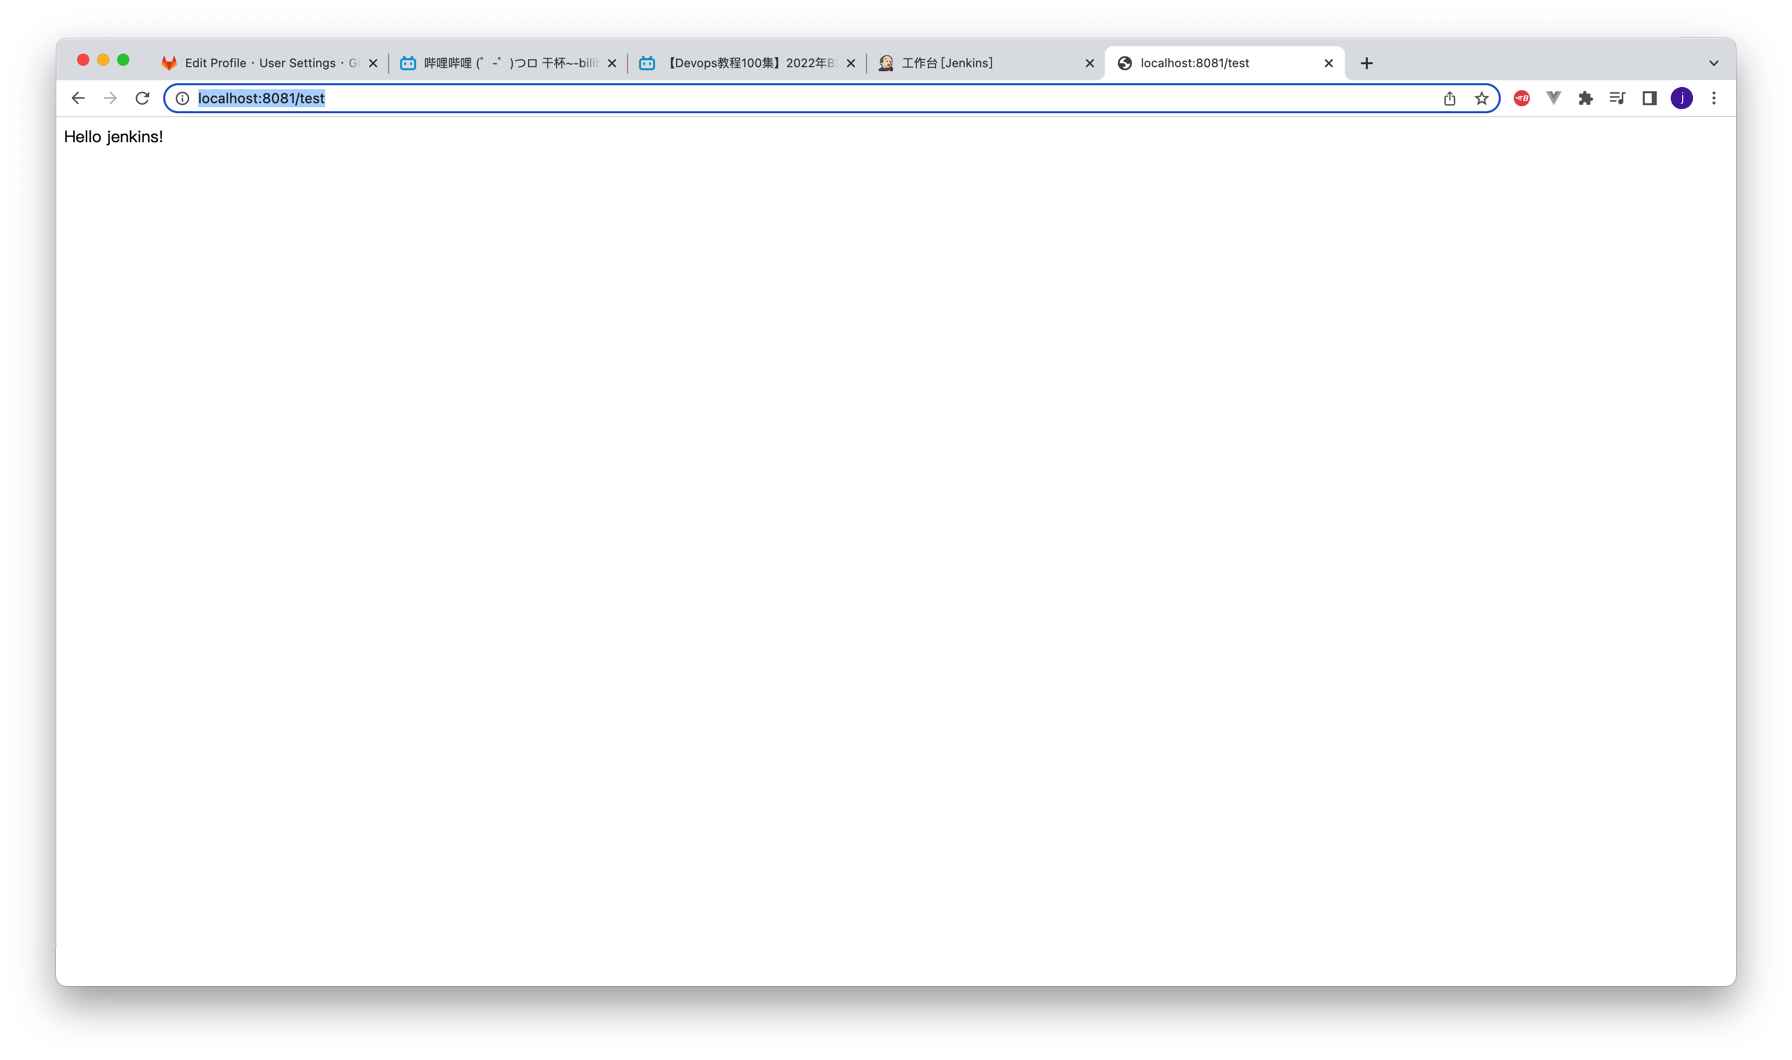 Edit Profile · User Settings · Gi
哔哩哔哩 (゜-゜)つロ 干杯~-bilib
【Devops教程100集】2022年B
工作台 [Jenkins]
localhost:8081/test
localhost:8081/test
j
Hello jenkins!